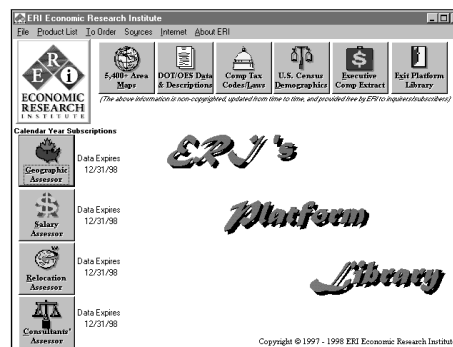 ERI Economic Research Institute
File Product List To Order Sources Internet About ERI
ERI
ECONOMIC
RESEARCH
INSTITUTE
5,400+ Area
Maps
DOT/OES Data
& Descriptions
Comp Tax
Codes/Laws
U.S. Census
Demographics
Executive
Comp Extract
Exit Platform
Library
(The above information is non-copyrighted, updated from time to time, and provided free by ERI to inquirers/subscribers)
Calendar Year Subscriptions
Geographic
Assessor
Data Expires
12/31/98
Salary
Assessor
Data Expires
12/31/98
Relocation
Assessor
Data Expires
12/31/98
Consultants'
Assessor
Data Expires
12/31/98
ERI's
Platform
Library
Copyright © 1997 - 1998 ERI Economic Research Institut